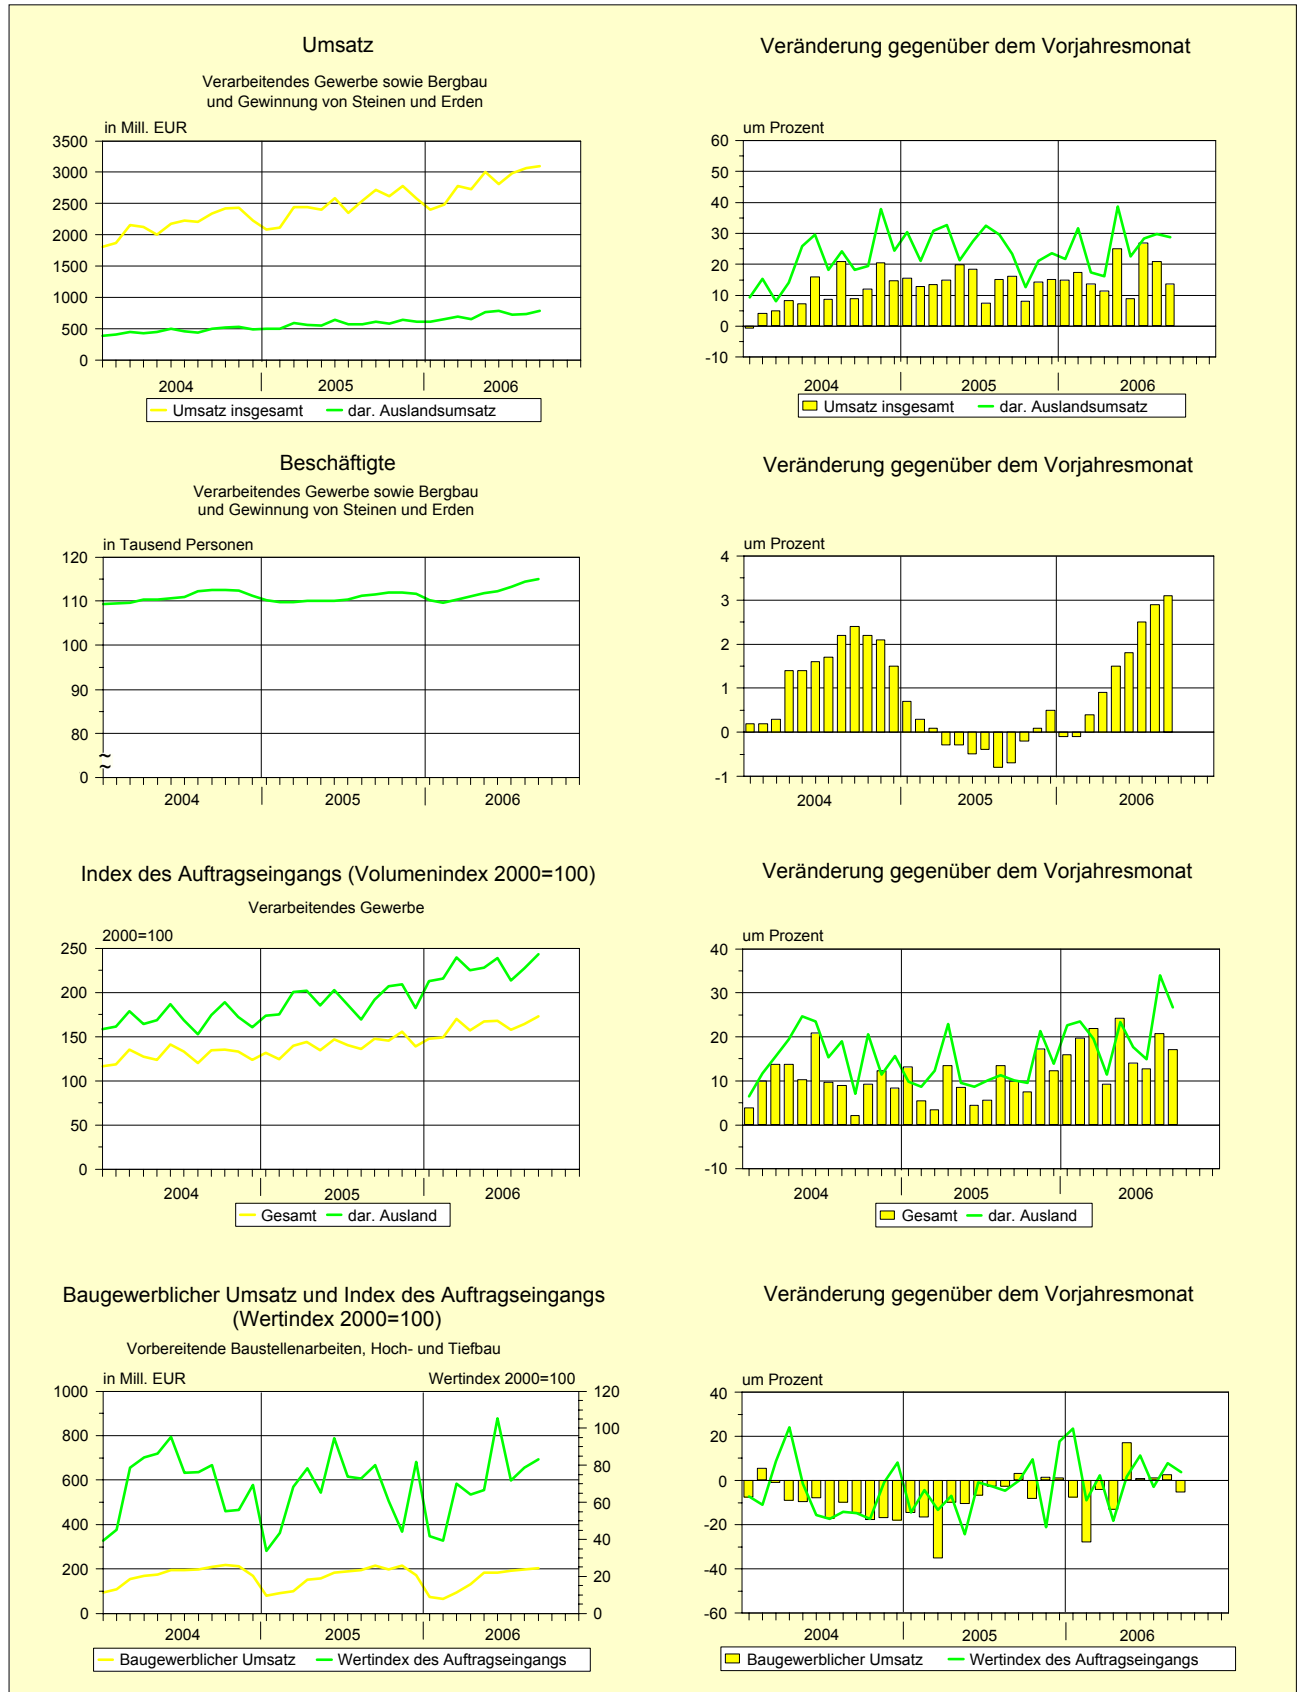 Umsatz
Verarbeitendes Gewerbe sowie Bergbau
und Gewinnung von Steinen und Erden
in Mill. EUR
3500
3000
2500
2000
1500
1000
500
0
2004 2005 2006
Umsatz insgesamt dar. Auslandsumsatz
Veränderung gegenüber dem Vorjahresmonat
um Prozent
60
50
40
30
20
10
0
-10
2004 2005 2006
Umsatz insgesamt dar. Auslandsumsatz
Beschäftigte
Verarbeitendes Gewerbe sowie Bergbau
und Gewinnung von Steinen und Erden
in Tausend Personen
120
110
100
90
80
0
2004 2005 2006
Veränderung gegenüber dem Vorjahresmonat
um Prozent
4
3
2
1
0
-1
2004 2005 2006
Index des Auftragseingangs (Volumenindex 2000=100)
Verarbeitendes Gewerbe
2000=100
250
200
150
100
50
0
2004 2005 2006
Gesamt dar. Ausland
Veränderung gegenüber dem Vorjahresmonat
um Prozent
40
30
20
10
0
-10
2004 2005 2006
Gesamt dar. Ausland
Baugewerblicher Umsatz und Index des Auftragseingangs
(Wertindex 2000=100)
Vorbereitende Baustellenarbeiten, Hoch- und Tiefbau
in Mill. EUR Wertindex 2000=100
1000
800
600
400
200
0
120
100
80
60
40
20
0
2004 2005 2006
Baugewerblicher Umsatz Wertindex des Auftragseingangs
Veränderung gegenüber dem Vorjahresmonat
um Prozent
40
20
0
-20
-40
-60
2004 2005 2006
Baugewerblicher Umsatz Wertindex des Auftragseingangs